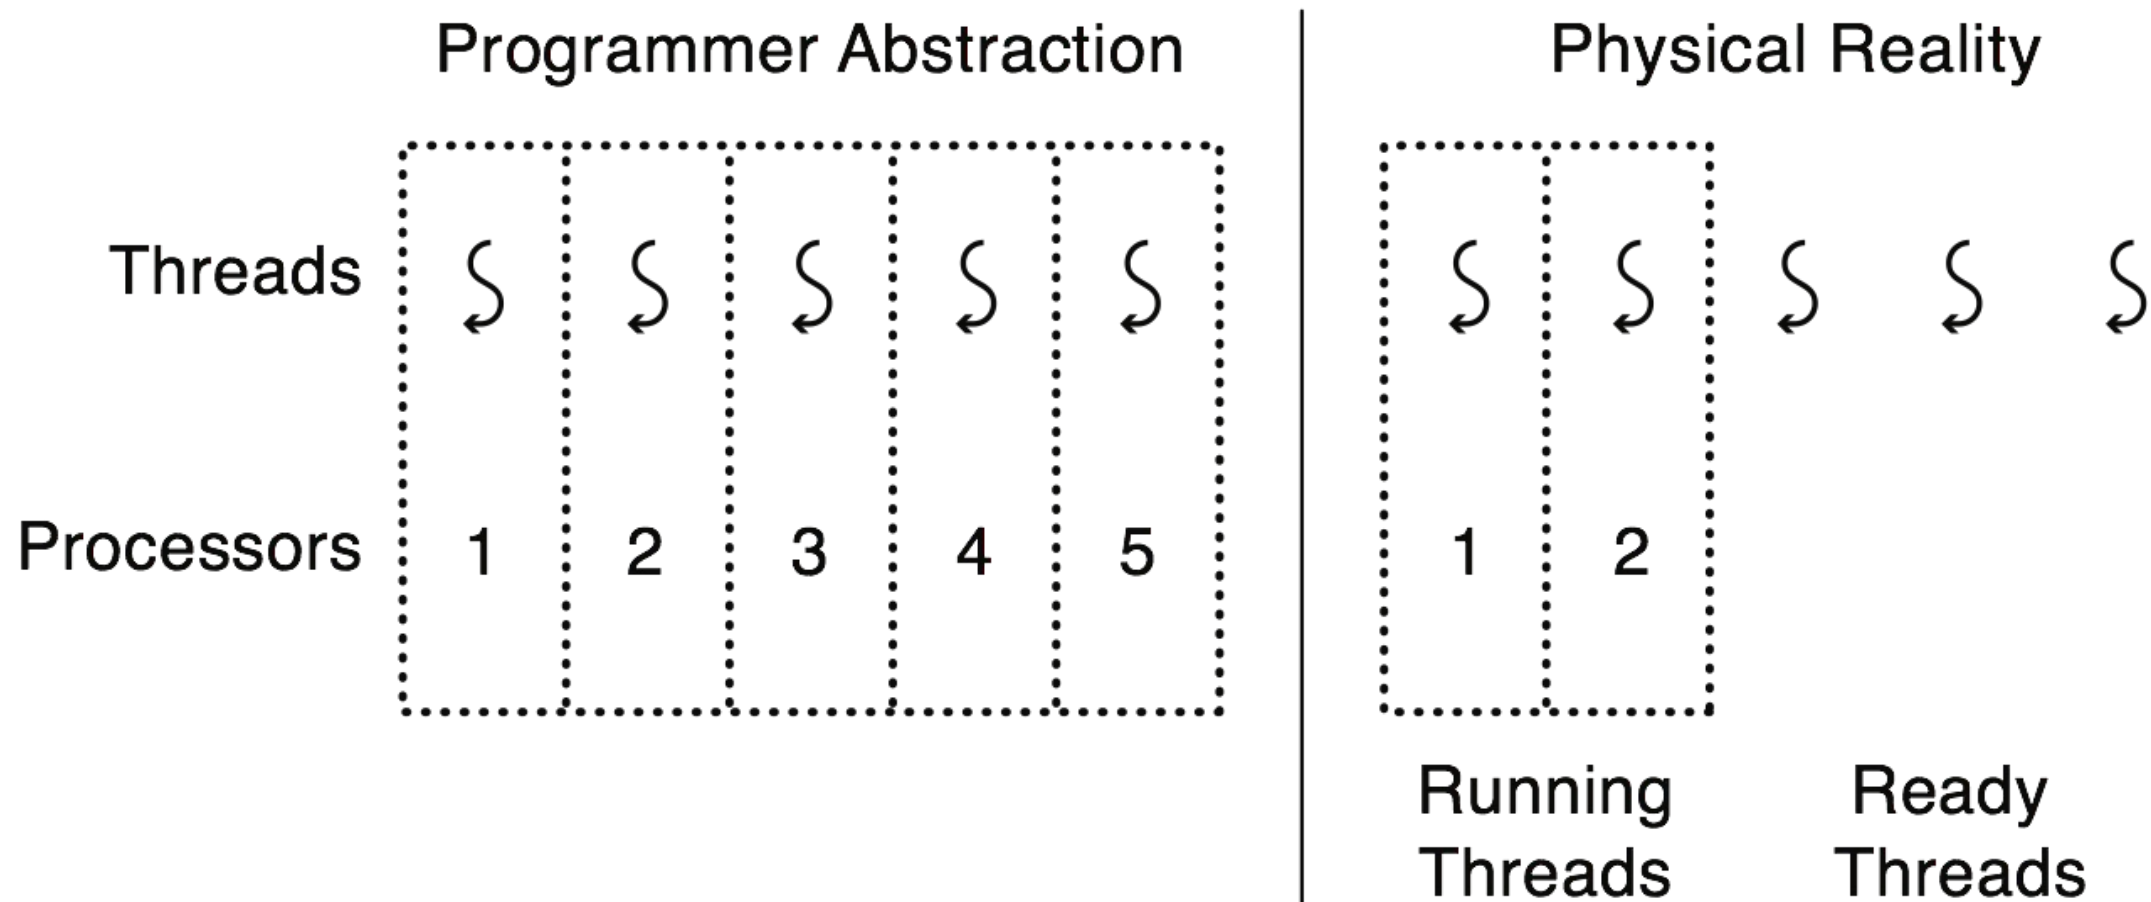 Programmer Abstraction
Physical Reality
Threads
Processors 1 2 3 4 5 1 2
Running Threads
Ready Threads